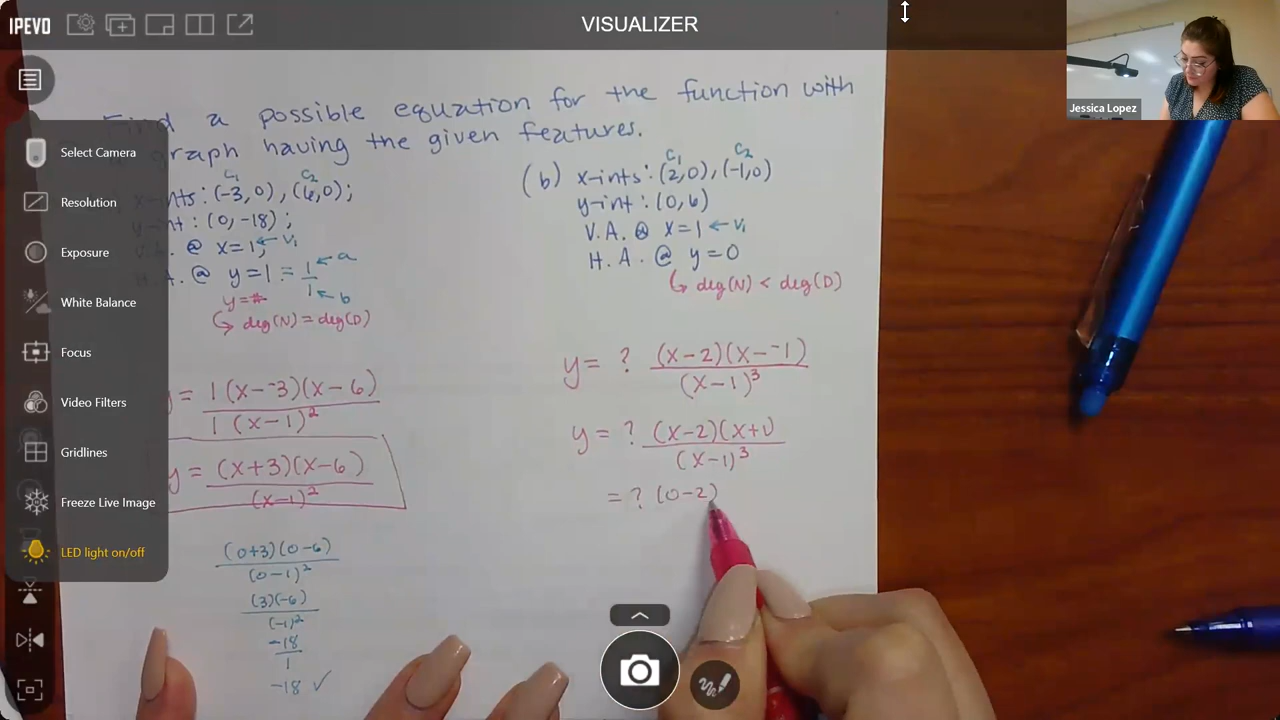 IPEVO
VISUALIZER
Jessica Lopez
Select Camera
Resolution
Exposure
White Balance
Focus
Video Filters
Gridlines
Freeze Live Image
LED light on/off
Find a possible equation for the function with
graph having the given features.
C₁ C₂
x-ints: (-3,0), (6,0);
y-int: (0,-18);
V.A. @ x=1; ← V₁
H.A. @ y=1 = 1/1 ← a ← b
y=#
↳ deg(N) = deg(D)
y = 1(x--3)(x-6)
1(x-1)²
y = (x+3)(x-6)
(x-1)²
(0+3)(0-6)
(0-1)²
(3)(-6)
(-1)²
-18
1
-18 ✓
C₁ C₂
(b) x-ints: (2,0), (-1,0)
y-int: (0,6)
V.A. @ x=1 ← V₁
H.A. @ y=0
↳ deg(N) < deg(D)
y= ? (x-2)(x--1)
(x-1)³
y = ? (x-2)(x+1)
(x-1)³
= ? (0-2)